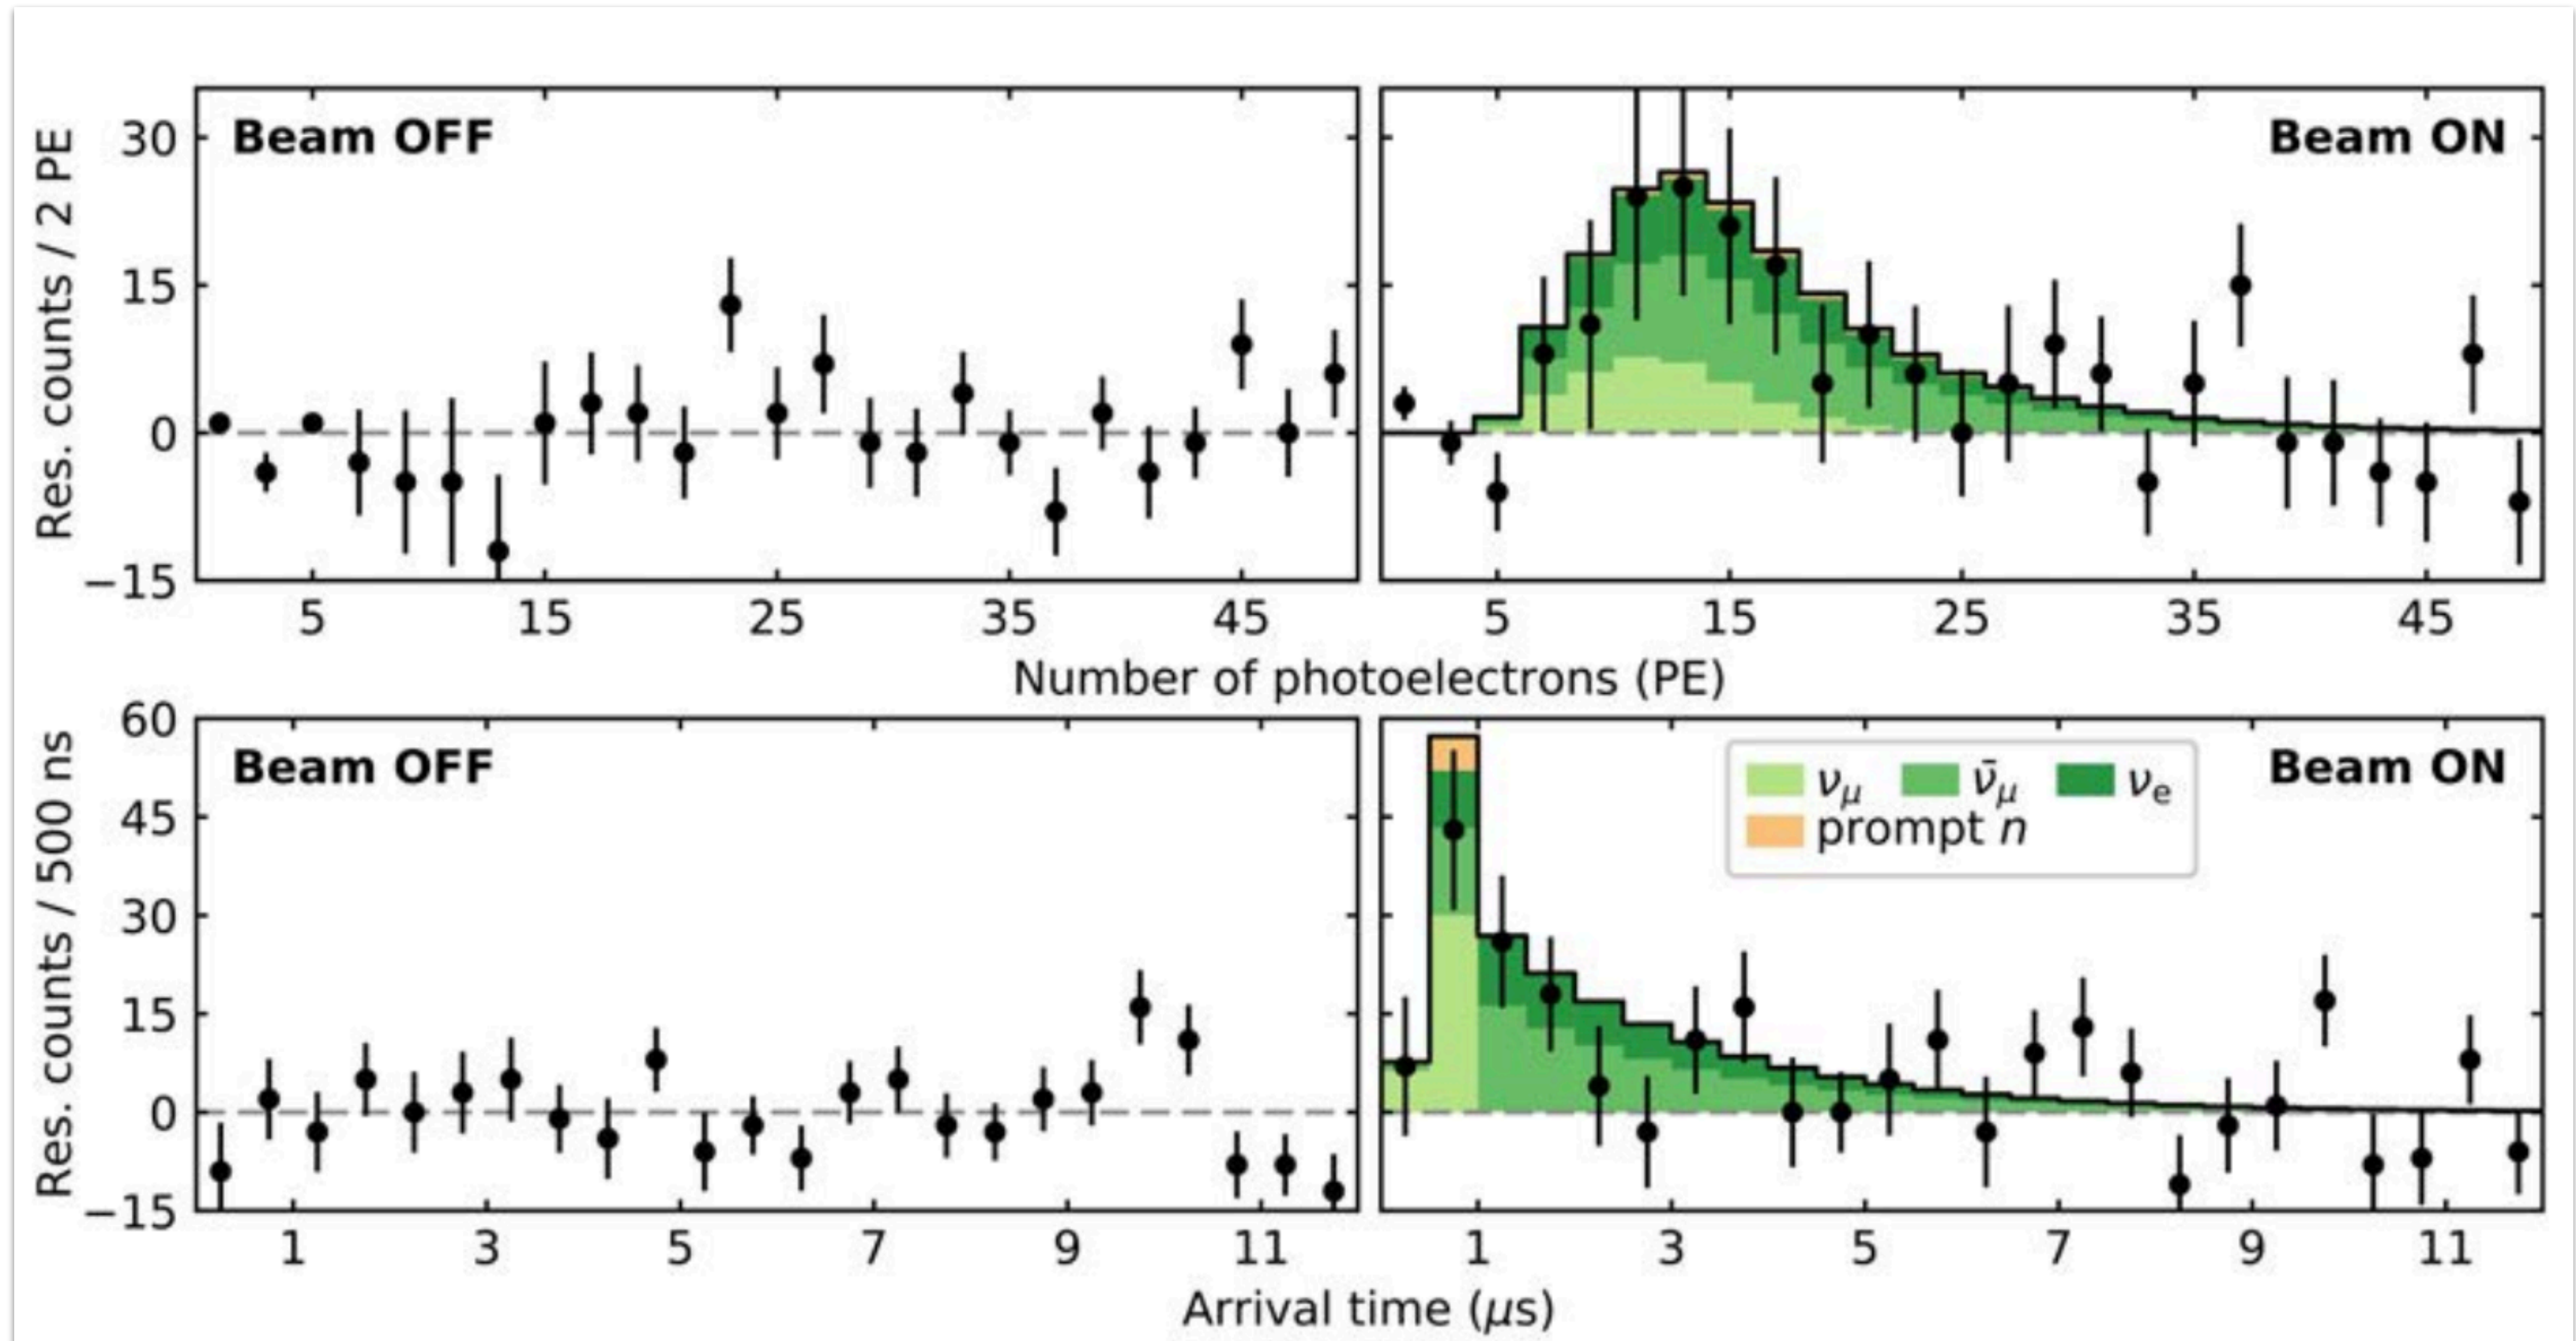 Beam OFF
Beam ON
Res. counts / 2 PE
30
15
0
−15
5 15 25 35 45
5 15 25 35 45
Number of photoelectrons (PE)
Beam OFF
Beam ON
Res. counts / 500 ns
60
45
30
15
0
−15
νμ ν̄μ νe
prompt n
1 3 5 7 9 11
1 3 5 7 9 11
Arrival time (μs)